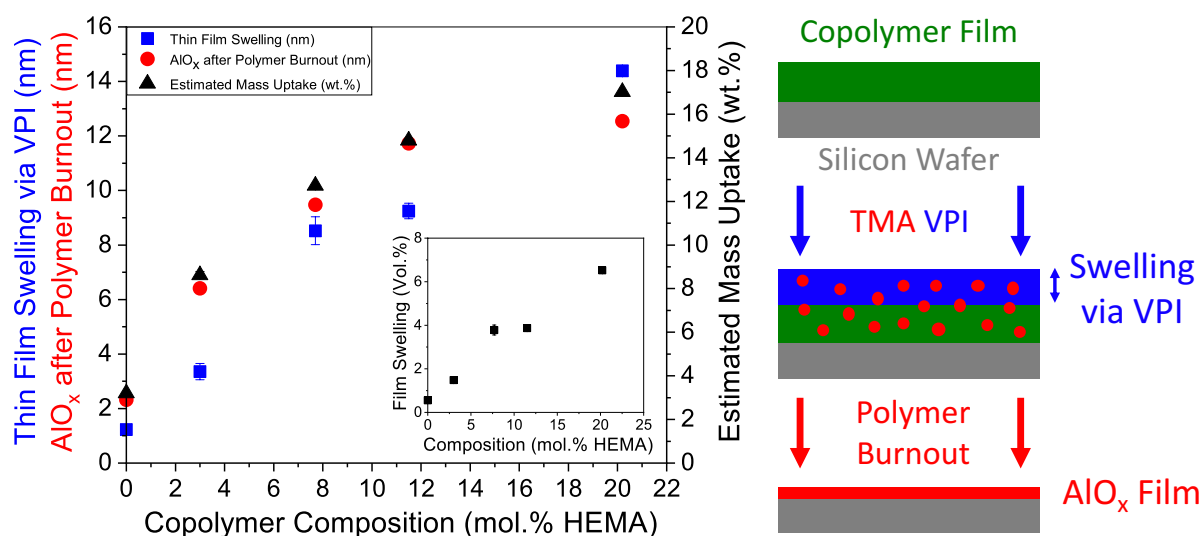 Thin Film Swelling via VPI (nm)
AlOₓ after Polymer Burnout (nm)
16
14
12
10
8
6
4
2
0
Thin Film Swelling (nm)
AlOₓ after Polymer Burnout (nm)
Estimated Mass Uptake (wt.%)
Film Swelling (Vol.%)
8
6
4
2
0
0 5 10 15 20 25
Composition (mol.% HEMA)
0 2 4 6 8 10 12 14 16 18 20 22
Copolymer Composition (mol.% HEMA)
20
18
16
14
12
10
8
6
4
2
0
Estimated Mass Uptake (wt.%)
Copolymer Film
Silicon Wafer
TMA VPI
Swelling
via VPI
Polymer
Burnout
AlOₓ Film